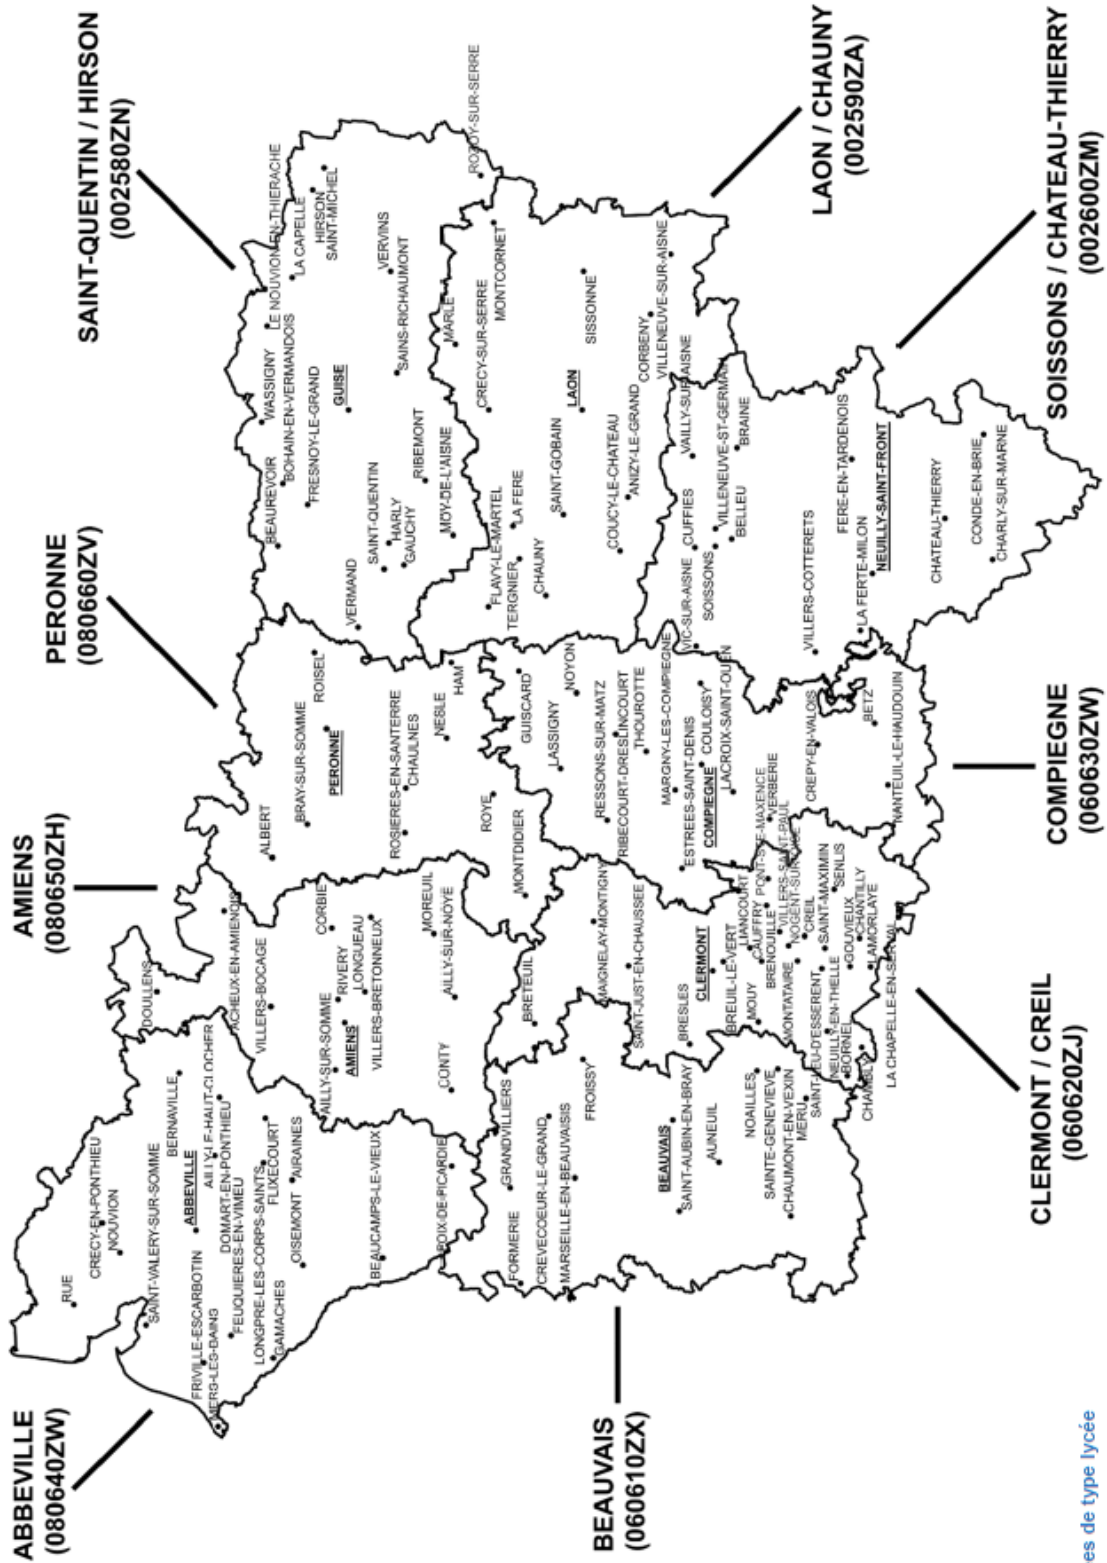 ABBEVILLE
(080640ZW)
AMIENS
(080650ZH)
PERONNE
(080660ZV)
SAINT-QUENTIN / HIRSON
(002580ZN)
LAON / CHAUNY
(002590ZA)
SOISSONS / CHATEAU-THIERRY
(002600ZM)
COMPIEGNE
(060630ZW)
CLERMONT / CREIL
(060620ZJ)
BEAUVAIS
(060610ZX)
RUE
CRECY-EN-PONTHIEU
NOUVION
SAINT-VALERY-SUR-SOMME
BERNAVILLE
ABBEVILLE
AILLY-LE-HAUT-CLOCHER
FRIVILLE-ESCARBOTIN
MERS-LES-BAINS
DOMART-EN-PONTHIEU
FEUQUIERES-EN-VIMEU
LONGPRE-LES-CORPS-SAINTS
FLIXECOURT
GAMACHES
OISEMONT
AIRAINES
BEAUCAMPS-LE-VIEUX
POIX-DE-PICARDIE
DOULLENS
ACHEUX-EN-AMIENOIS
VILLERS-BOCAGE
CORBIE
AILLY-SUR-SOMME
RIVERY
AMIENS
LONGUEAU
VILLERS-BRETONNEUX
MOREUIL
AILLY-SUR-NOYE
CONTY
ALBERT
BRAY-SUR-SOMME
ROISEL
PERONNE
ROSIERES-EN-SANTERRE
CHAULNES
NESLE
HAM
ROYE
MONTDIDIER
LE NOUVION-EN-THIERACHE
LA CAPELLE
HIRSON
SAINT-MICHEL
WASSIGNY
BOHAIN-EN-VERMANDOIS
BEAUREVOIR
FRESNOY-LE-GRAND
GUISE
VERVINS
SAINS-RICHAUMONT
SAINT-QUENTIN
HARLY
GAUCHY
VERMAND
RIBEMONT
MOY-DE-L'AISNE
ROZOY-SUR-SERRE
MARLE
MONTCORNET
CRECY-SUR-SERRE
FLAVY-LE-MARTEL
LA FERE
TERGNIER
CHAUNY
SAINT-GOBAIN
LAON
SISSONNE
COUCY-LE-CHATEAU
ANIZY-LE-GRAND
CORBENY
VILLENEUVE-SUR-AISNE
VAILLY-SUR-AISNE
CUFFIES
VIC-SUR-AISNE
SOISSONS
VILLENEUVE-ST-GERMAIN
BELLEU
BRAINE
VILLERS-COTTERETS
FERE-EN-TARDENOIS
LA FERTE-MILON
NEUILLY-SAINT-FRONT
CHATEAU-THIERRY
CONDE-EN-BRIE
CHARLY-SUR-MARNE
GUISCARD
LASSIGNY
NOYON
RESSONS-SUR-MATZ
RIBECOURT-DRESLINCOURT
THOUROTTE
MARGNY-LES-COMPIEGNE
ESTREES-SAINT-DENIS
COULOISY
COMPIEGNE
LACROIX-SAINT-OUEN
VERBERIE
CREPY-EN-VALOIS
BETZ
NANTEUIL-LE-HAUDOUIN
BRETEUIL
MAIGNELAY-MONTIGNY
SAINT-JUST-EN-CHAUSSEE
BRESLES
CLERMONT
BREUIL-LE-VERT
LIANCOURT
MOUY
CAUFFRY
PONT-STE-MAXENCE
BRENOUILLE
VILLERS-SAINT-PAUL
NOGENT-SUR-OISE
MONTATAIRE
CREIL
SAINT-MAXIMIN
SAINT-LEU-D'ESSERENT
SENLIS
NEUILLY-EN-THELLE
GOUVIEUX
CHANTILLY
BORNEL
LAMORLAYE
CHAMBLY
LA CHAPELLE-EN-SERVAL
GRANDVILLIERS
FORMERIE
CREVECOEUR-LE-GRAND
MARSEILLE-EN-BEAUVAISIS
FROISSY
BEAUVAIS
SAINT-AUBIN-EN-BRAY
AUNEUIL
NOAILLES
SAINTE-GENEVIEVE
CHAUMONT-EN-VEXIN
MERU
es de type lycée